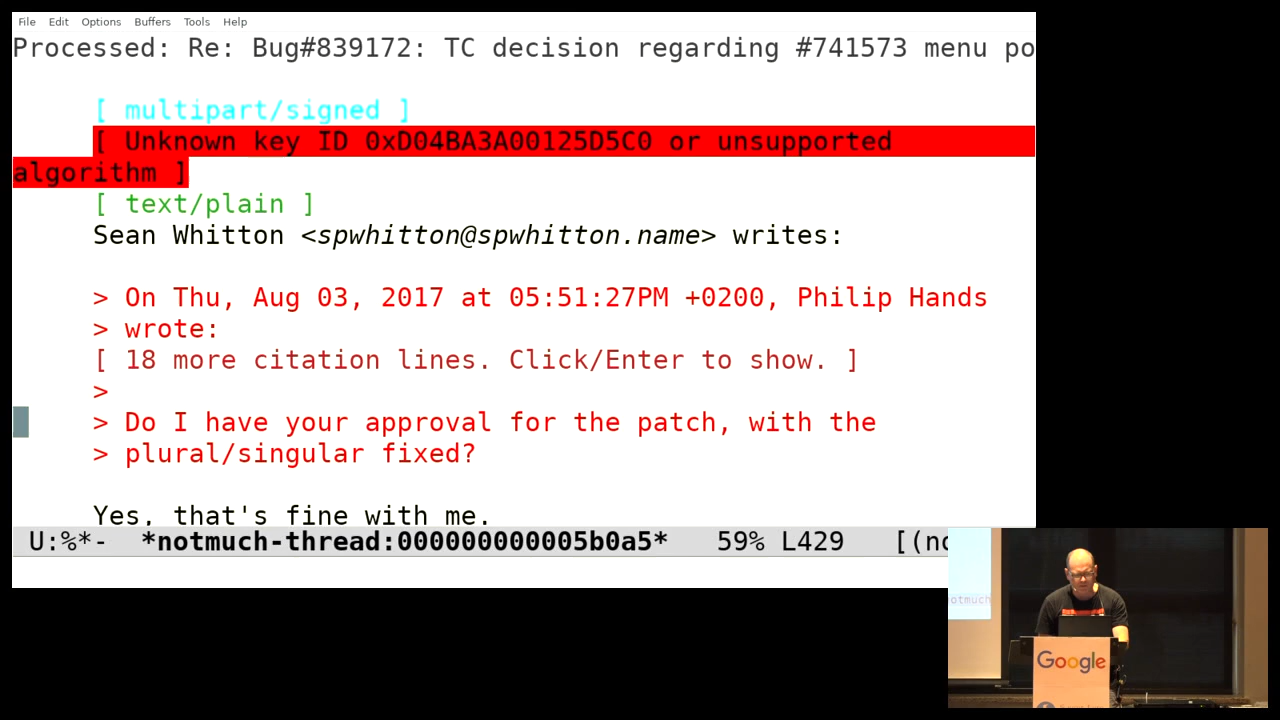 File Edit Options Buffers Tools Help
Processed: Re: Bug#839172: TC decision regarding #741573 menu po
[ multipart/signed ]
[ Unknown key ID 0xD04BA3A00125D5C0 or unsupported
algorithm ]
[ text/plain ]
Sean Whitton <spwhitton@spwhitton.name> writes:
> On Thu, Aug 03, 2017 at 05:51:27PM +0200, Philip Hands
> wrote:
[ 18 more citation lines. Click/Enter to show. ]
>
> Do I have your approval for the patch, with the
> plural/singular fixed?
Yes, that's fine with me.
U:%*- *notmuch-thread:000000000005b0a5* 59% L429 [(no
otmuch
Google